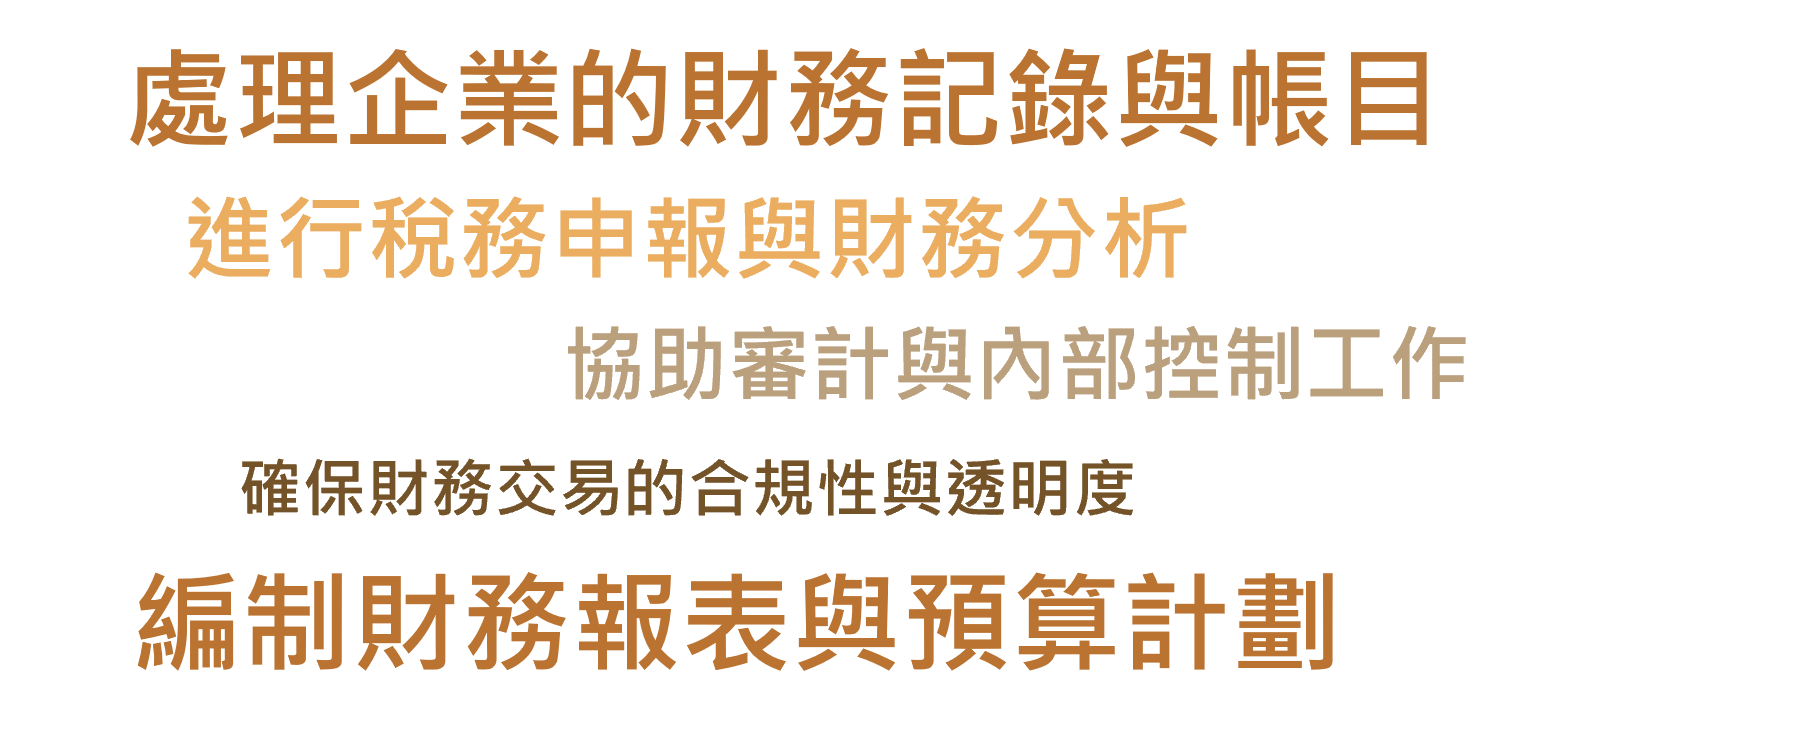 處理企業的財務記錄與帳目
進行稅務申報與財務分析
協助審計與內部控制工作
確保財務交易的合規性與透明度
編制財務報表與預算計劃